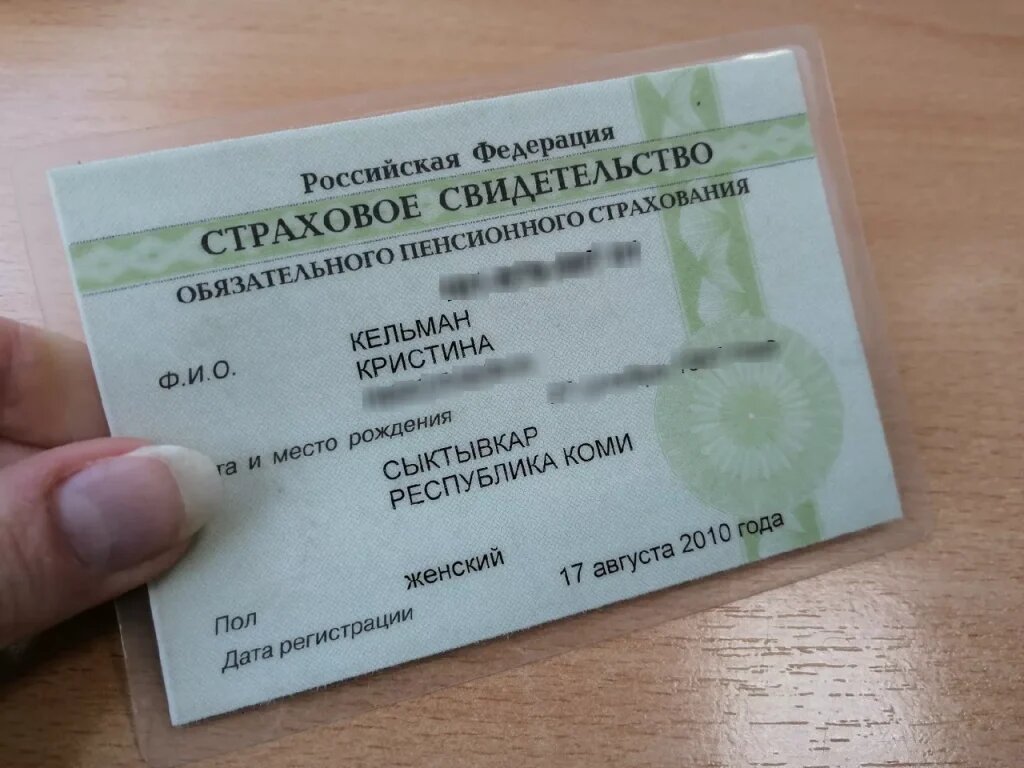 Российская Федерация
СТРАХОВОЕ СВИДЕТЕЛЬСТВО
ОБЯЗАТЕЛЬНОГО ПЕНСИОННОГО СТРАХОВАНИЯ
Ф.И.О.
КЕЛЬМАН
КРИСТИНА
та и место рождения
СЫКТЫВКАР
РЕСПУБЛИКА КОМИ
Пол женский
Дата регистрации 17 августа 2010 года